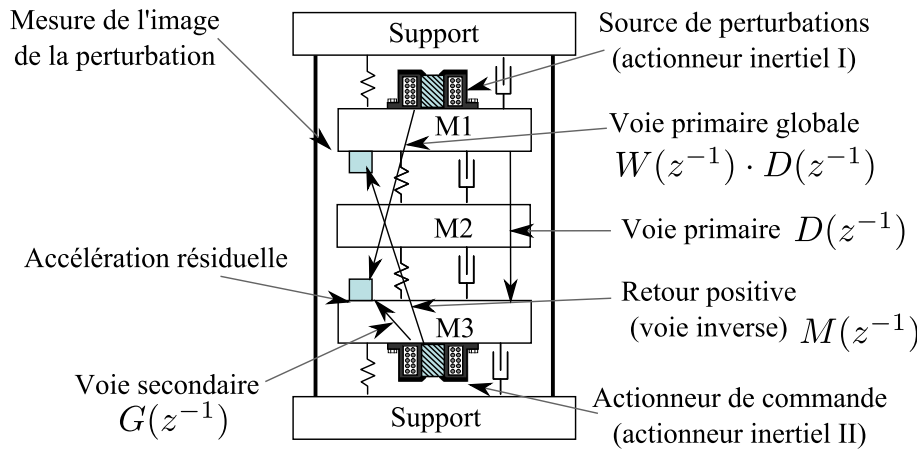 Mesure de l'image
de la perturbation
Support
Source de perturbations
(actionneur inertiel I)
M1
Voie primaire globale
W(z⁻¹) · D(z⁻¹)
M2
Voie primaire D(z⁻¹)
Accélération résiduelle
M3
Retour positive
(voie inverse) M(z⁻¹)
Voie secondaire
G(z⁻¹)
Support
Actionneur de commande
(actionneur inertiel II)